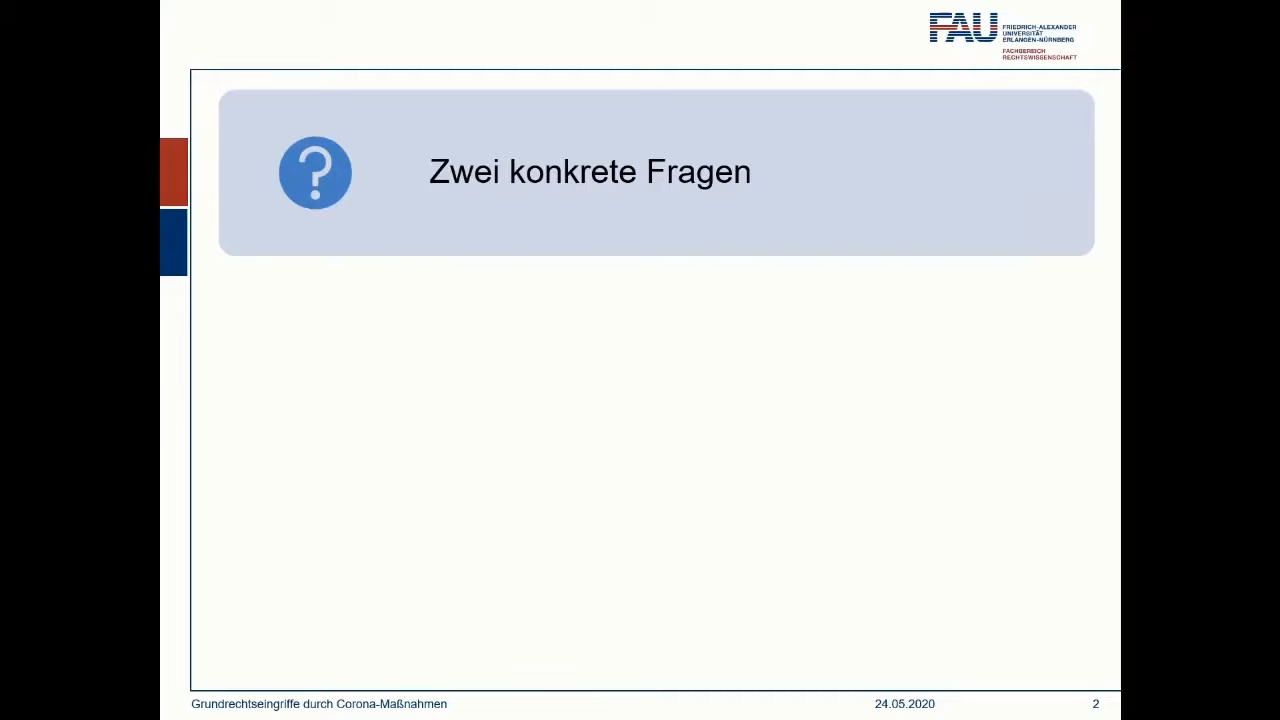 FAU
FRIEDRICH-ALEXANDER
UNIVERSITÄT
ERLANGEN-NÜRNBERG
FACHBEREICH
RECHTSWISSENSCHAFT
?
Zwei konkrete Fragen
Grundrechtseingriffe durch Corona-Maßnahmen
24.05.2020
2